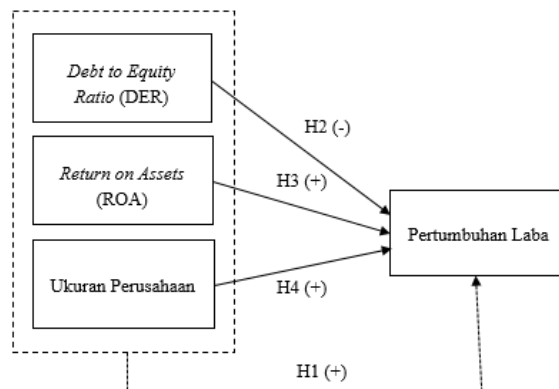 Debt to Equity
Ratio (DER)
H2 (-)
Return on Assets
(ROA)
H3 (+)
Pertumbuhan Laba
Ukuran Perusahaan
H4 (+)
H1 (+)